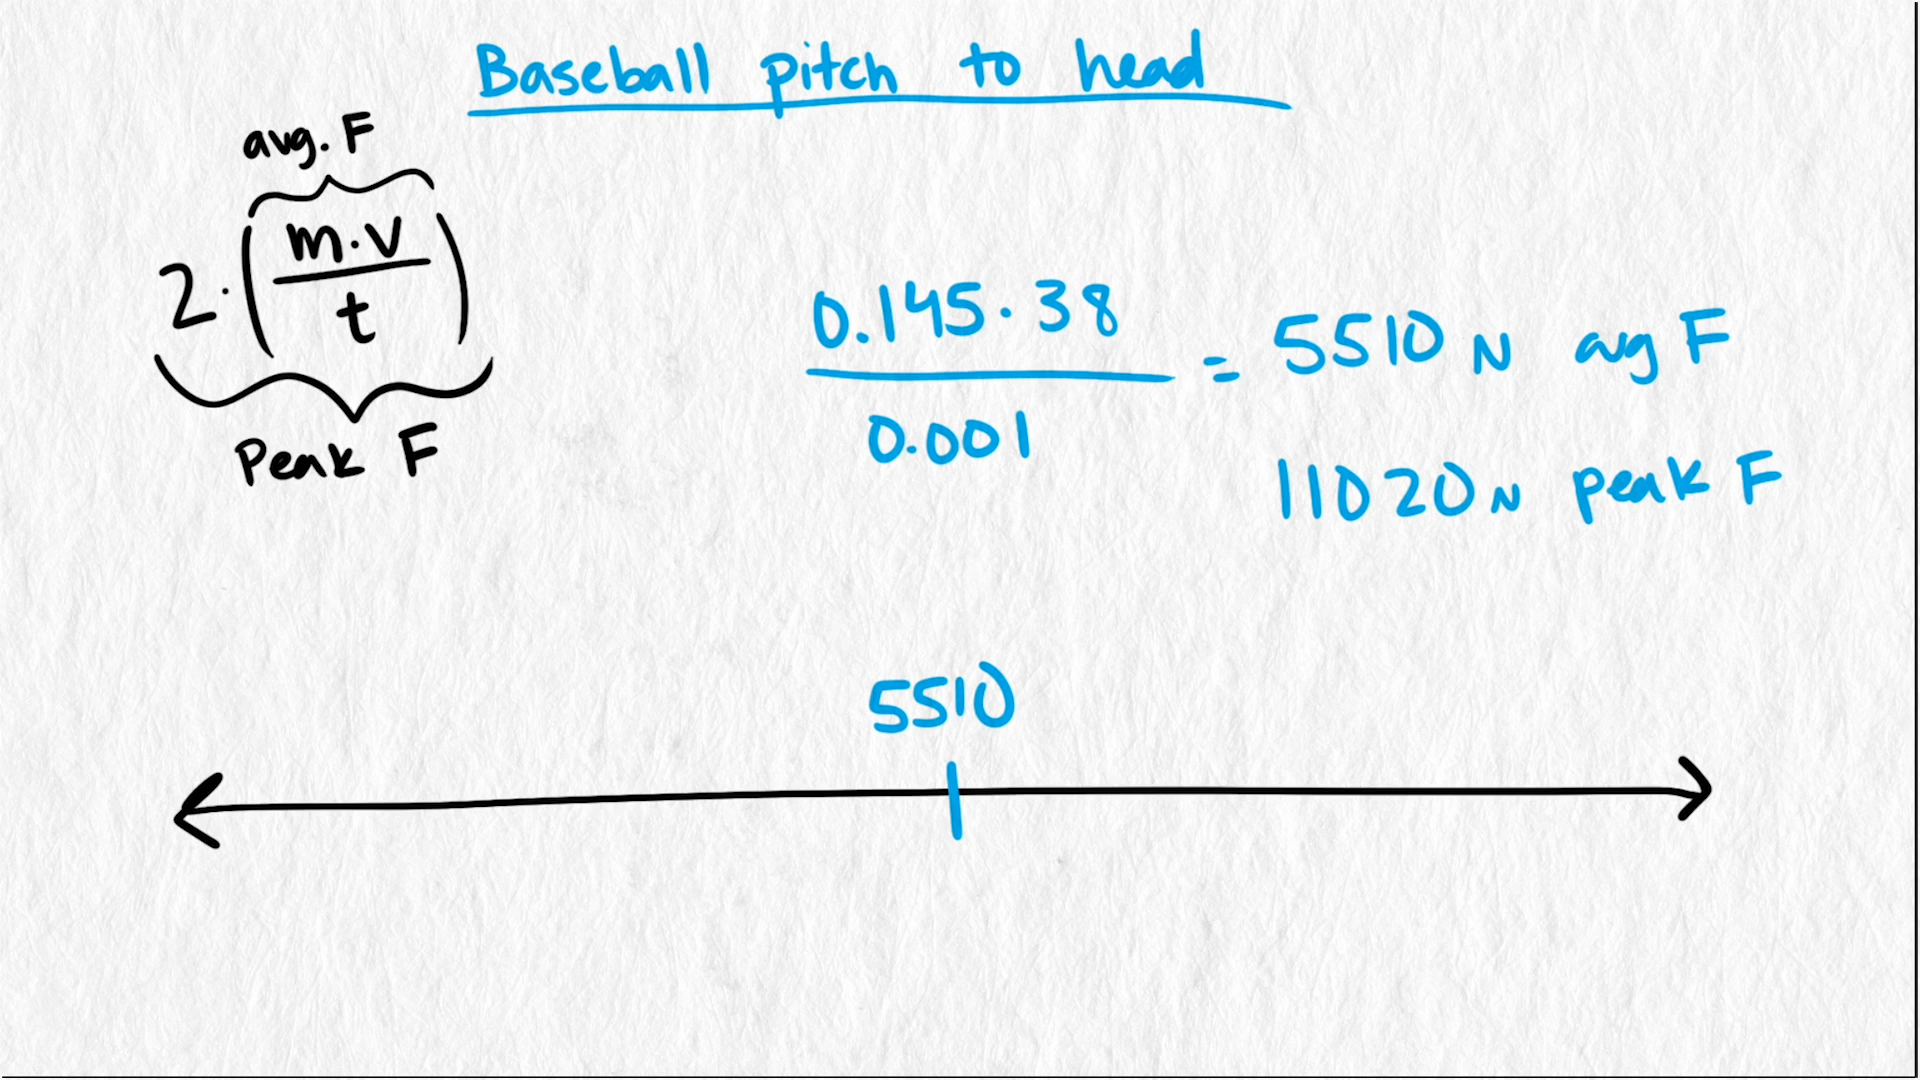 Baseball pitch to head
avg. F
2 · (m·v / t)
Peak F
0.145 · 38 / 0.001 = 5510 N avg F
11020 N peak F
5510